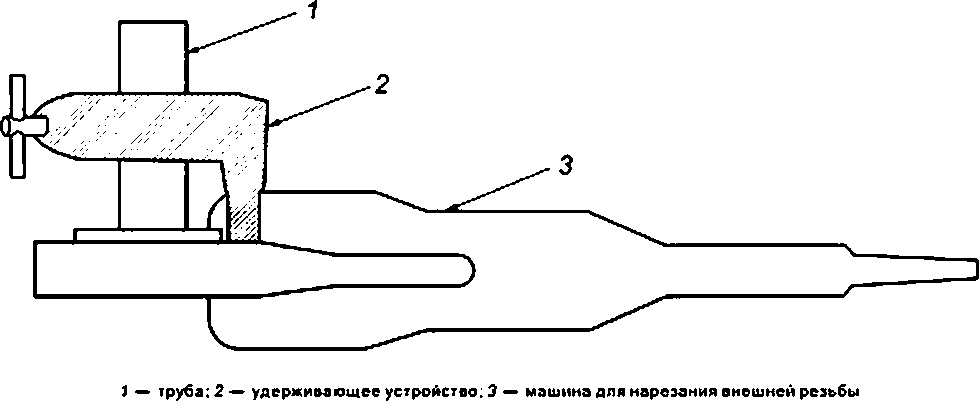 1
2
3
1 — труба; 2 — удерживающее устройство; 3 — машина для нарезания внешней резьбы